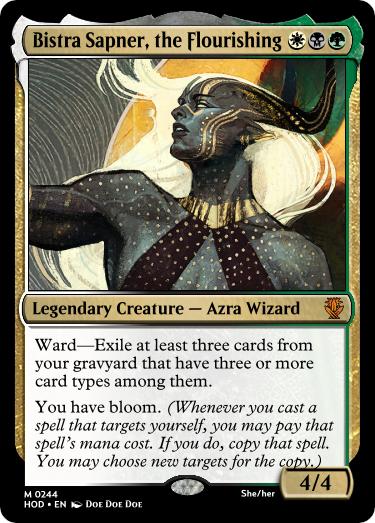 Bistra Sapner, the Flourishing
Legendary Creature — Azra Wizard
Ward—Exile at least three cards from
your graveyard that have three or more
card types among them.
You have bloom. (Whenever you cast a
spell that targets yourself, you may pay that
spell's mana cost. If you do, copy that spell.
You may choose new targets for the copy.)
4/4
M 0244
HOD • EN Doe Doe Doe
She/her